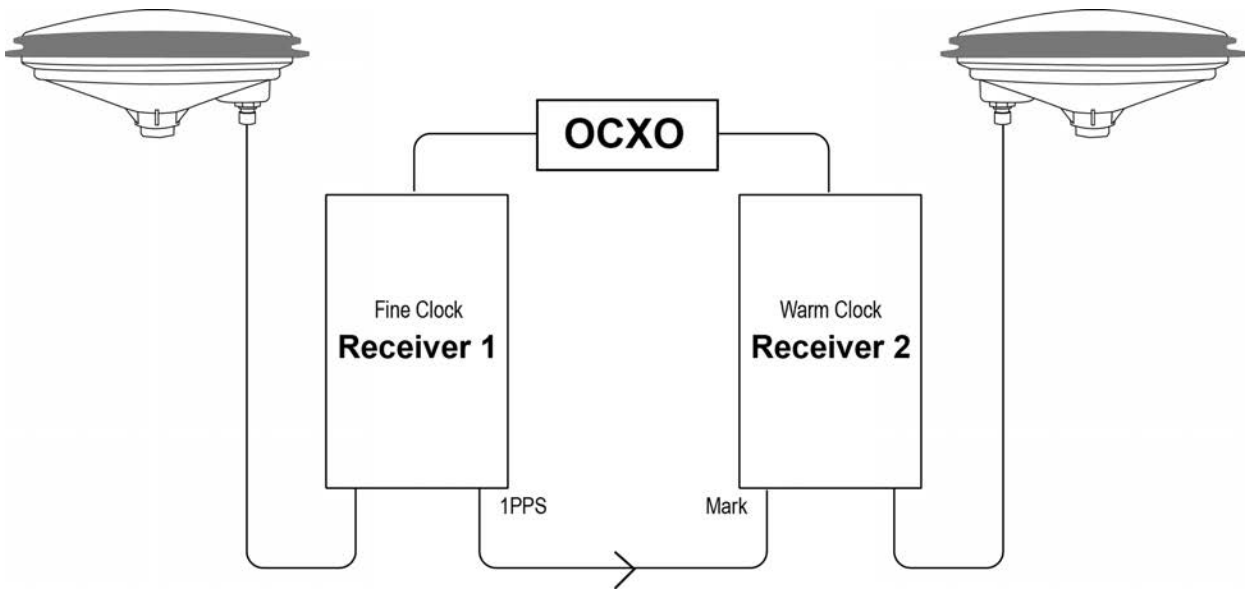 OCXO
Fine Clock
Receiver 1
Warm Clock
Receiver 2
1PPS
Mark